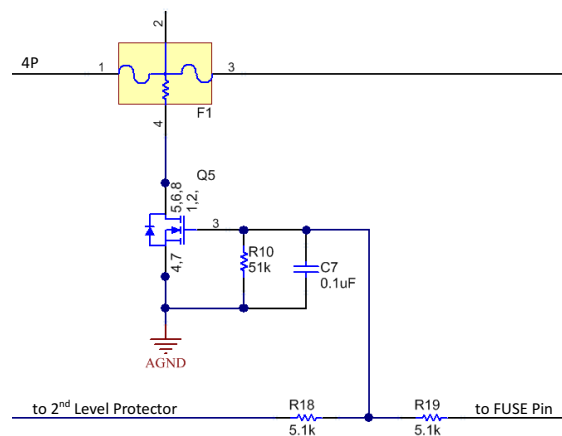 2
4P
1
3
F1
4
Q5
5,6,8
1,2,
3
4,7
R10
51k
C7
0.1uF
AGND
to 2nd Level Protector
R18
5.1k
R19
5.1k
to FUSE Pin